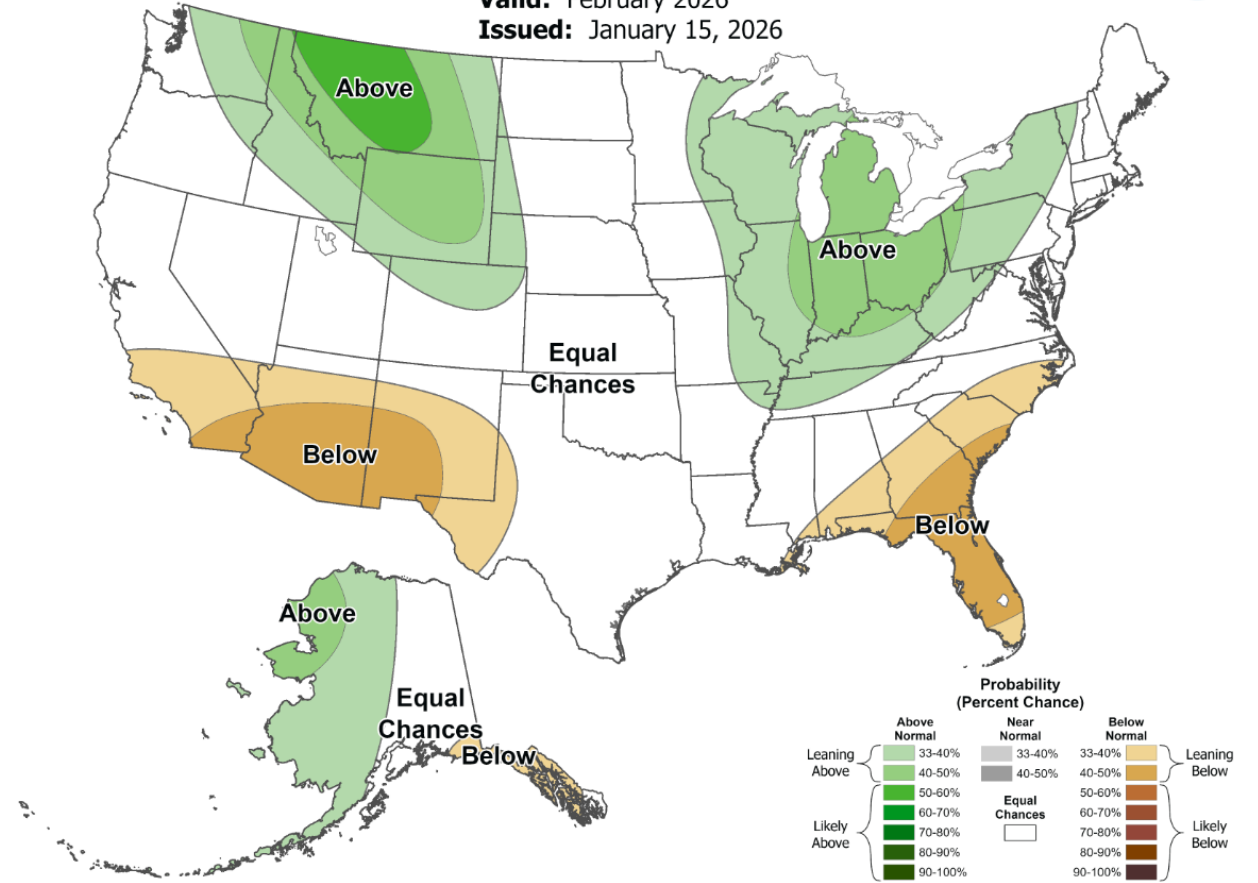 Valid: February 2026
Issued: January 15, 2026
Above
Above
Equal
Chances
Below
Below
Above
Equal
Chances
Below
Probability
(Percent Chance)
Above
Normal
Near
Normal
Below
Normal
Leaning
Above
33-40%
40-50%
33-40%
40-50%
33-40%
40-50%
Leaning
Below
Equal
Chances
Likely
Above
50-60%
60-70%
70-80%
80-90%
90-100%
50-60%
60-70%
70-80%
80-90%
90-100%
Likely
Below